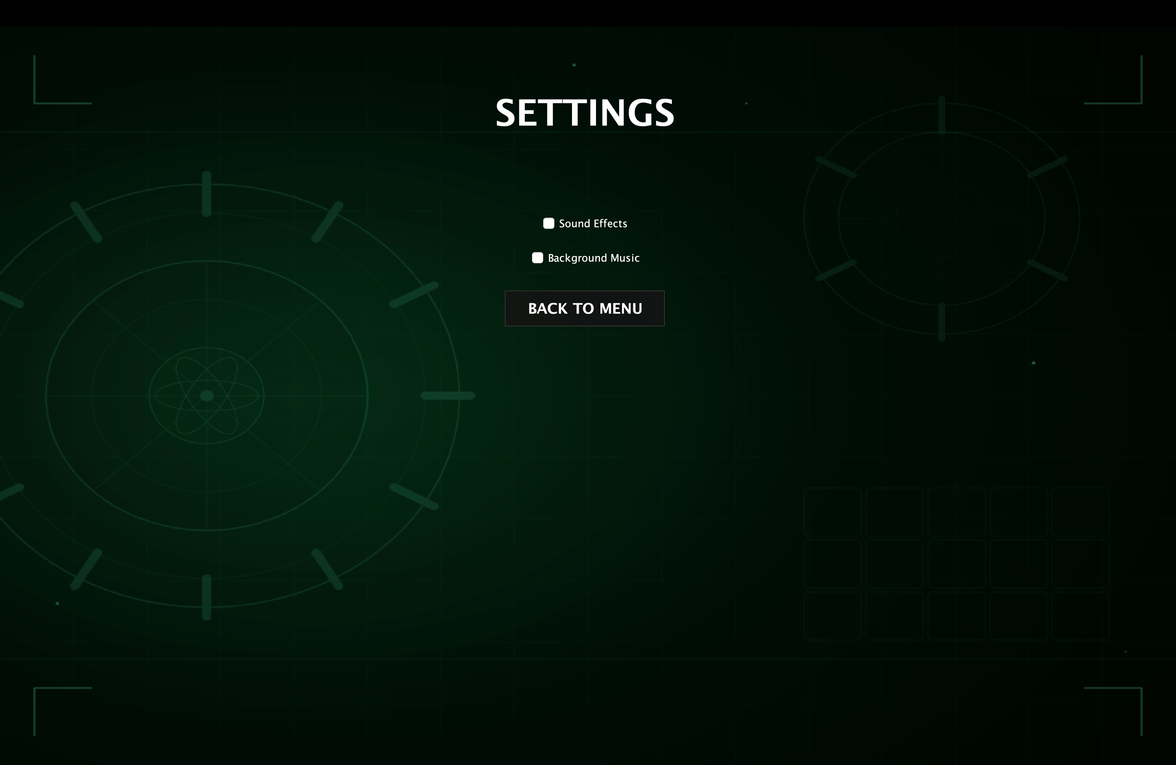 SETTINGS
Sound Effects
Background Music
BACK TO MENU